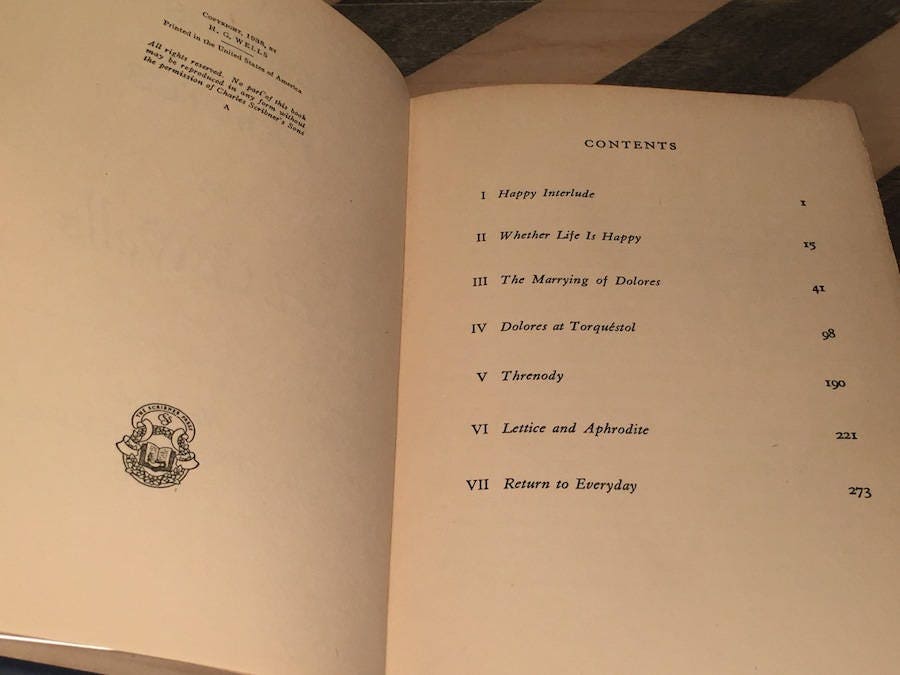 COPYRIGHT, 1938, BY
H. G. WELLS
Printed in the United States of America
All rights reserved. No part of this book
may be reproduced in any form without
the permission of Charles Scribner's Sons
A
THE SCRIBNER PRESS
CONTENTS
I Happy Interlude 1
II Whether Life Is Happy 15
III The Marrying of Dolores 41
IV Dolores at Torquéstol 98
V Threnody 190
VI Lettice and Aphrodite 221
VII Return to Everyday 273